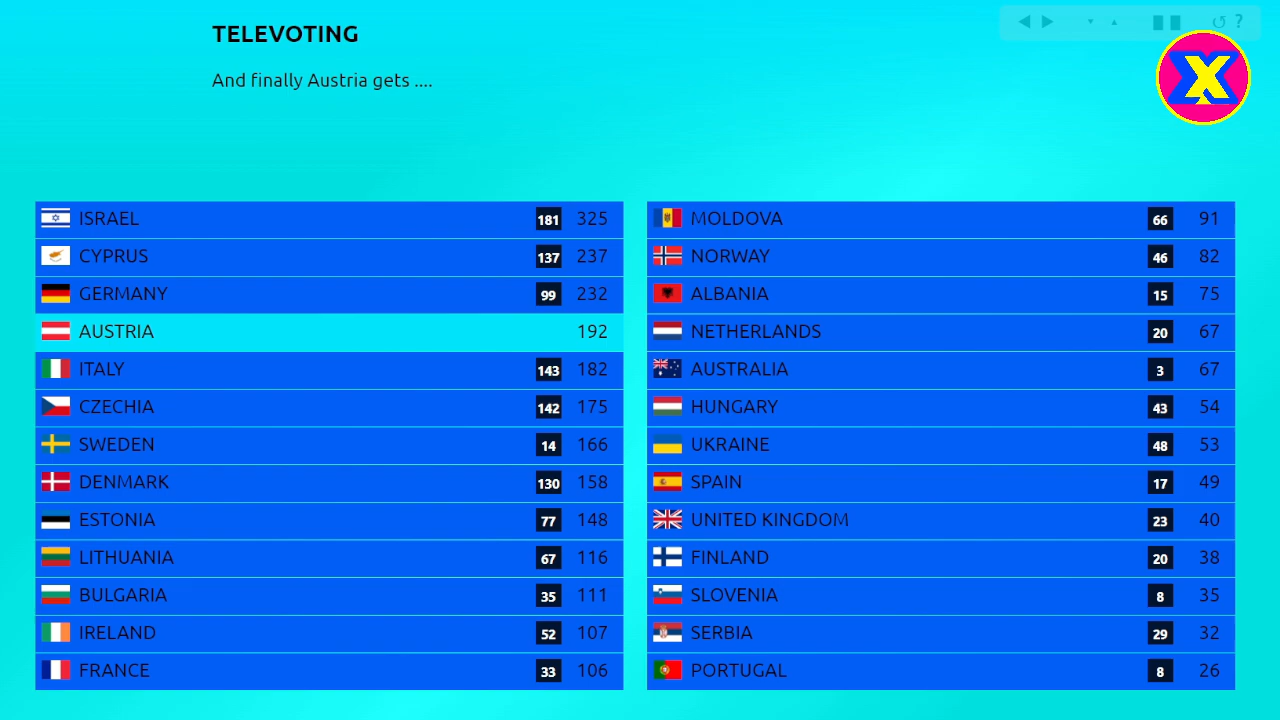 TELEVOTING
And finally Austria gets ....
ISRAEL 181 325
CYPRUS 137 237
GERMANY 99 232
AUSTRIA 192
ITALY 143 182
CZECHIA 142 175
SWEDEN 14 166
DENMARK 130 158
ESTONIA 77 148
LITHUANIA 67 116
BULGARIA 35 111
IRELAND 52 107
FRANCE 33 106
MOLDOVA 66 91
NORWAY 46 82
ALBANIA 15 75
NETHERLANDS 20 67
AUSTRALIA 3 67
HUNGARY 43 54
UKRAINE 48 53
SPAIN 17 49
UNITED KINGDOM 23 40
FINLAND 20 38
SLOVENIA 8 35
SERBIA 29 32
PORTUGAL 8 26